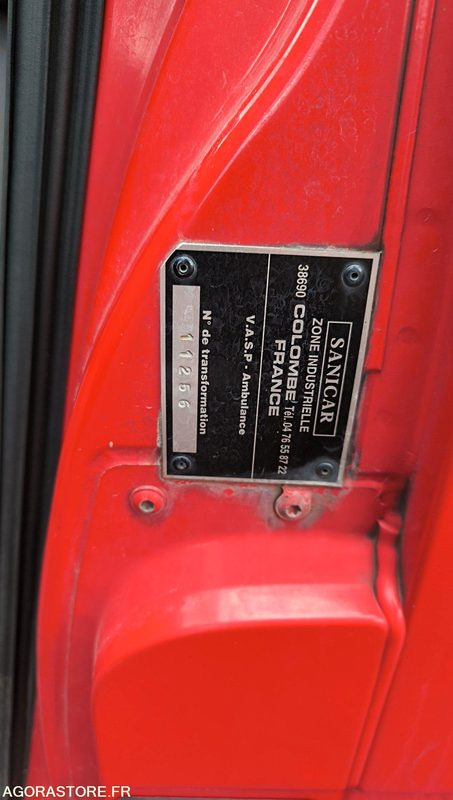 SANICAR
ZONE INDUSTRIELLE
38690 COLOMBE Tél. 04 76 55 87 22
FRANCE
V.A.S.P - Ambulance
N° de transformation
11256
AGORASTORE.FR